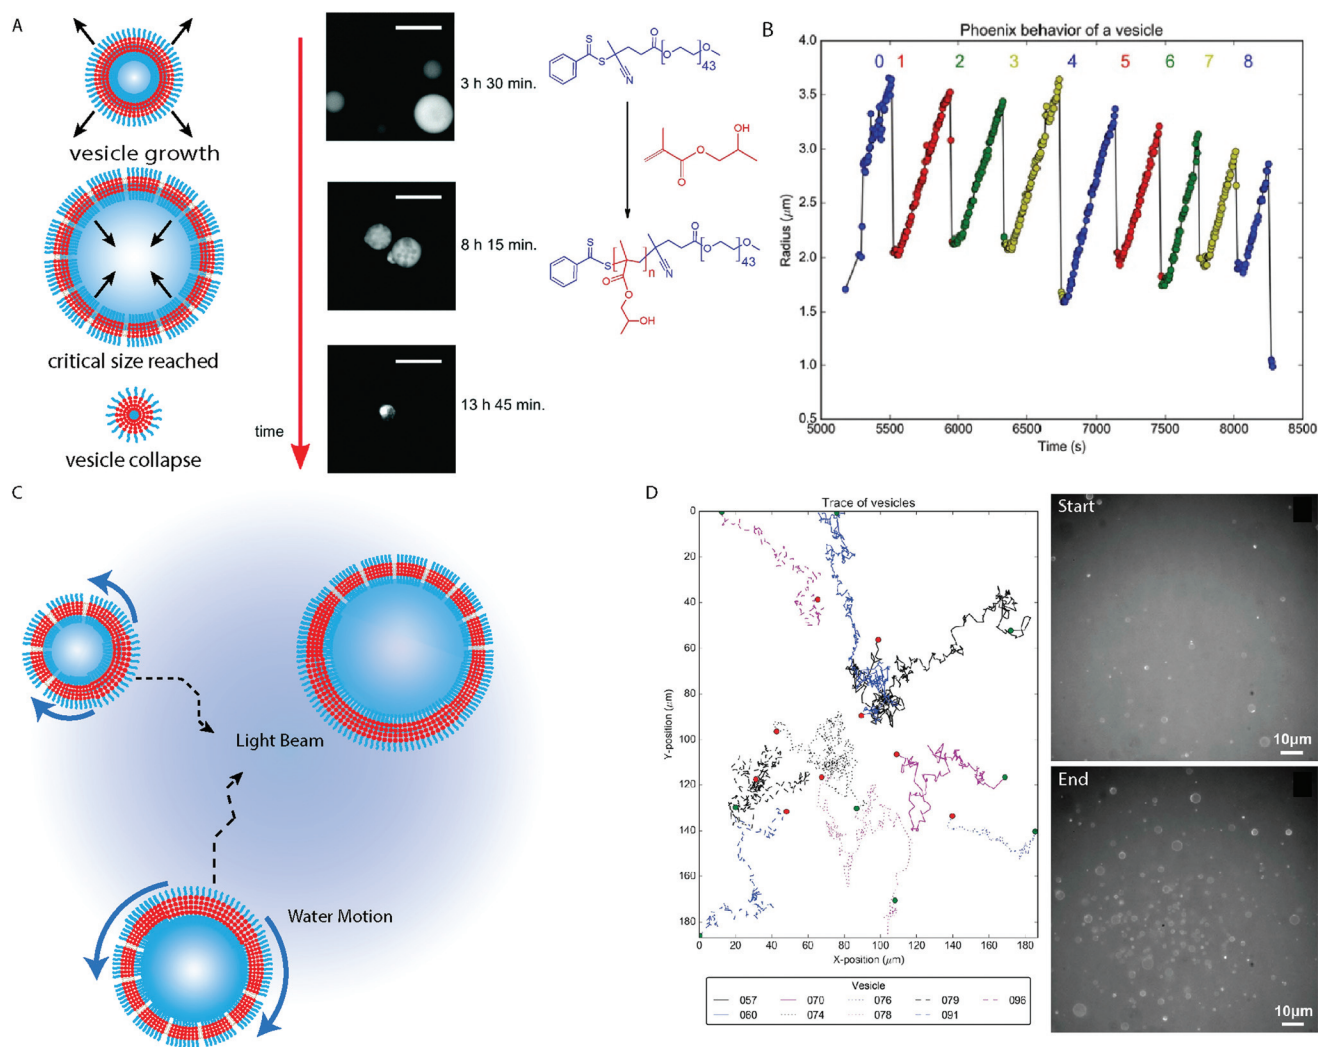 A
vesicle growth
critical size reached
vesicle collapse
time
3 h 30 min.
8 h 15 min.
13 h 45 min.
S
S
N
O
O
O
43
OH
O
O
S
S
n
N
O
O
O
O
43
O
OH
B
Phoenix behavior of a vesicle
0 1 2 3 4 5 6 7 8
Radius (μm)
4.0
3.5
3.0
2.5
2.0
1.5
1.0
0.5
5000 5500 6000 6500 7000 7500 8000 8500
Time (s)
C
Light Beam
Water Motion
D
Trace of vesicles
Y-position (μm)
0
20
40
60
80
100
120
140
160
180
0 20 40 60 80 100 120 140 160 180
X-position (μm)
Vesicle
057 070 076 079 096
060 074 078 091
Start
10μm
End
10μm